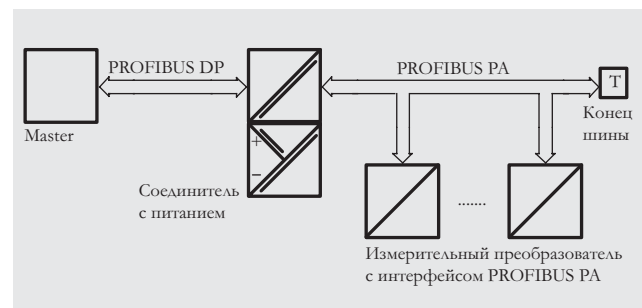 PROFIBUS DP
PROFIBUS PA
T
Master
Конец
шины
+
−
Соединитель
с питанием
.......
Измерительный преобразователь
с интерфейсом PROFIBUS PA